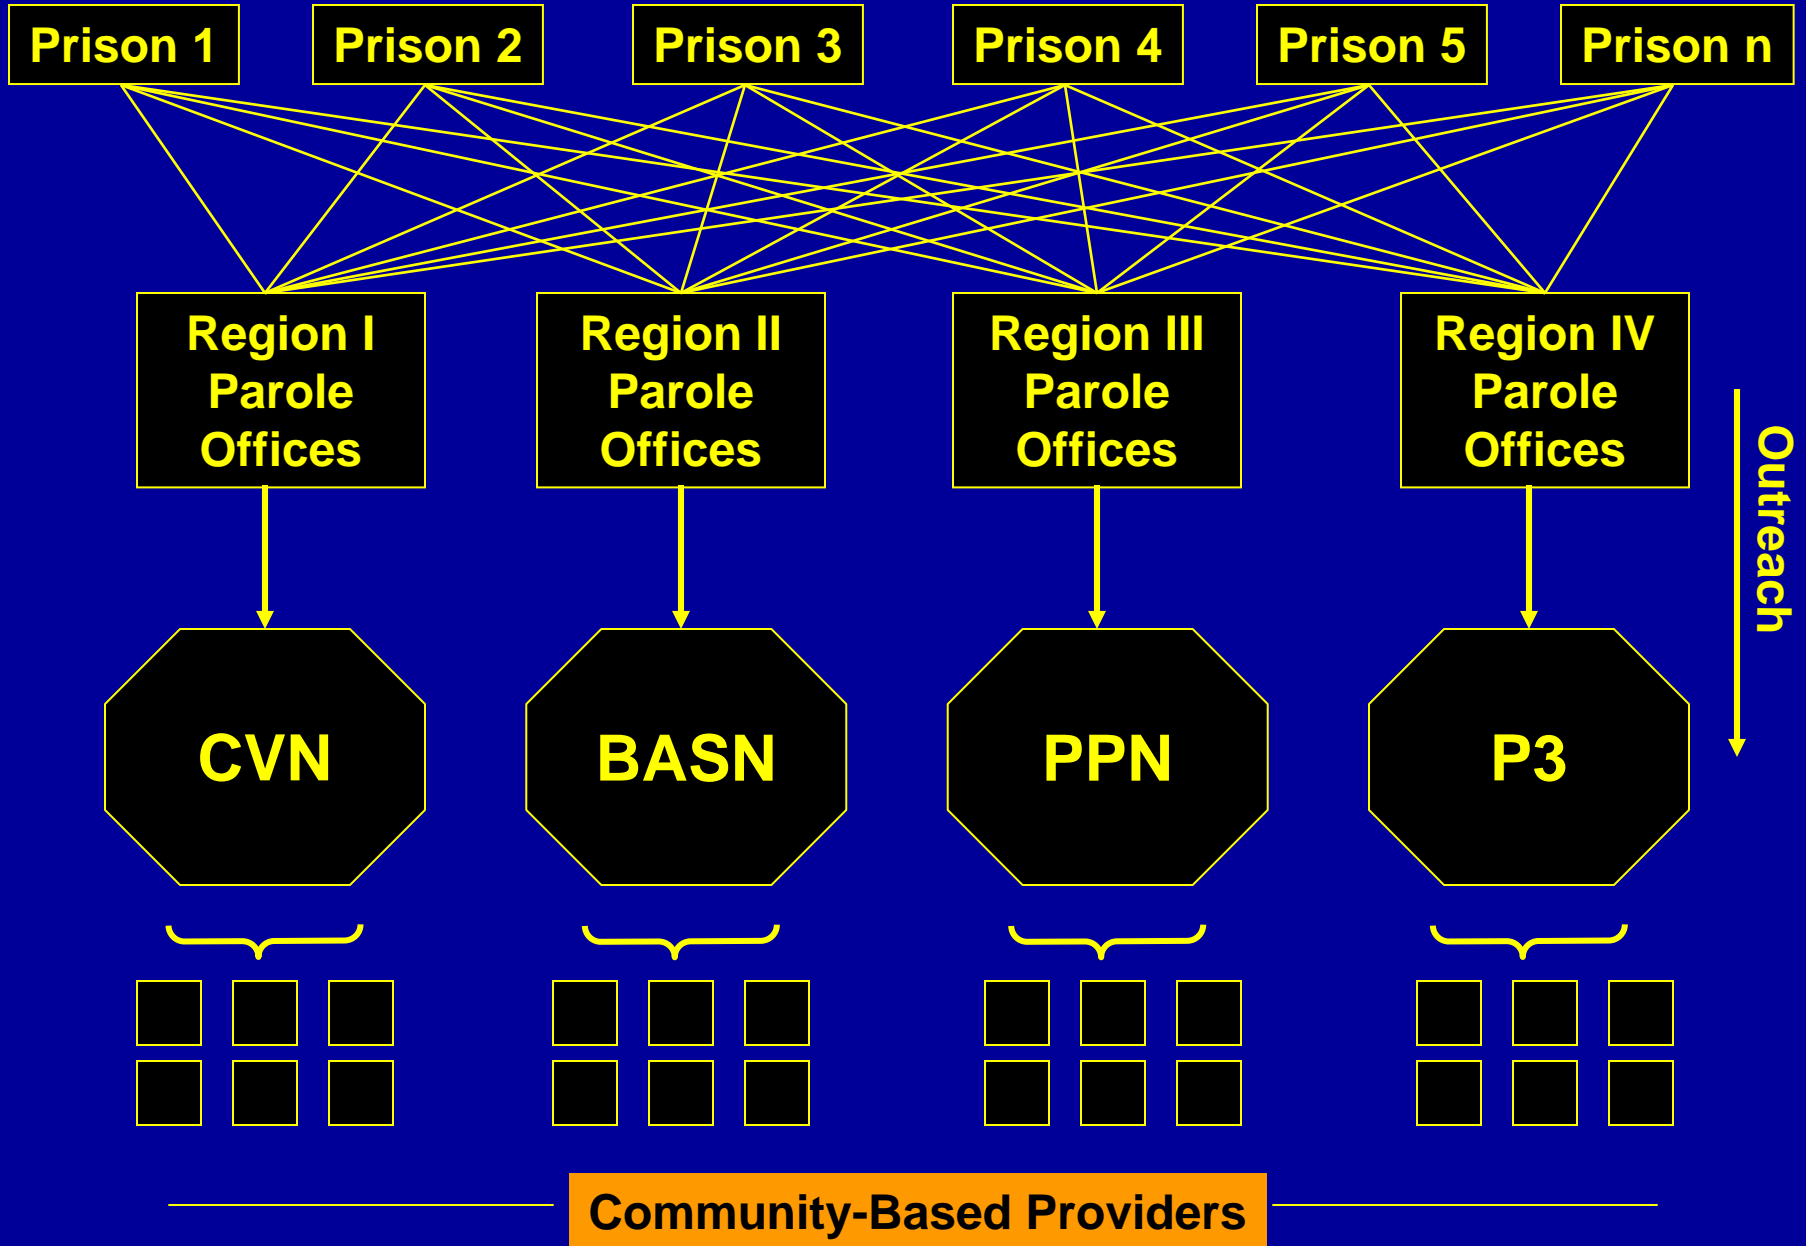 Prison 1
Prison 2
Prison 3
Prison 4
Prison 5
Prison n
Region I
Parole
Offices
Region II
Parole
Offices
Region III
Parole
Offices
Region IV
Parole
Offices
Outreach
CVN
BASN
PPN
P3
Community-Based Providers